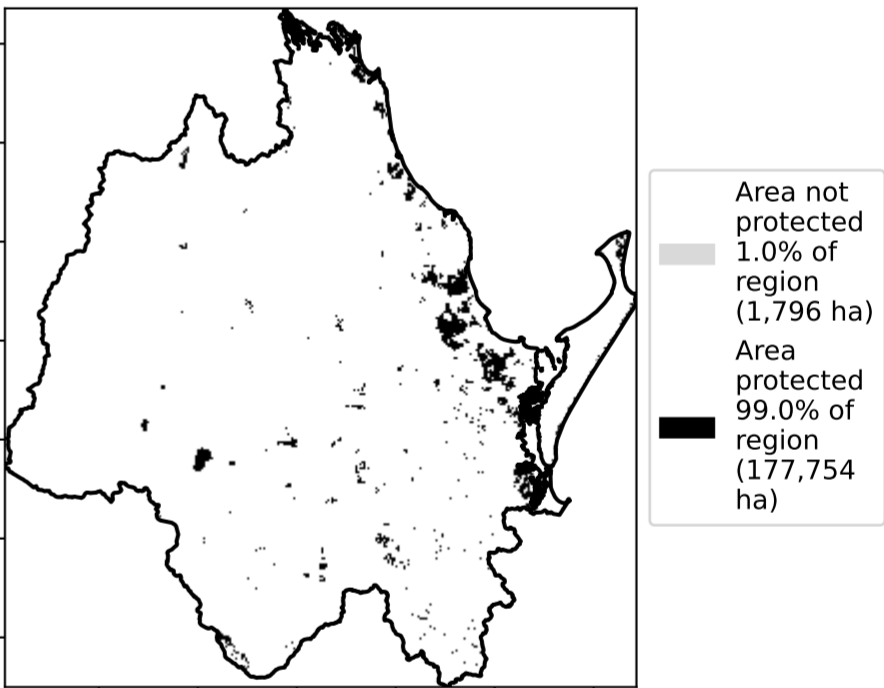 Area not
protected
1.0% of
region
(1,796 ha)
Area
protected
99.0% of
region
(177,754
ha)